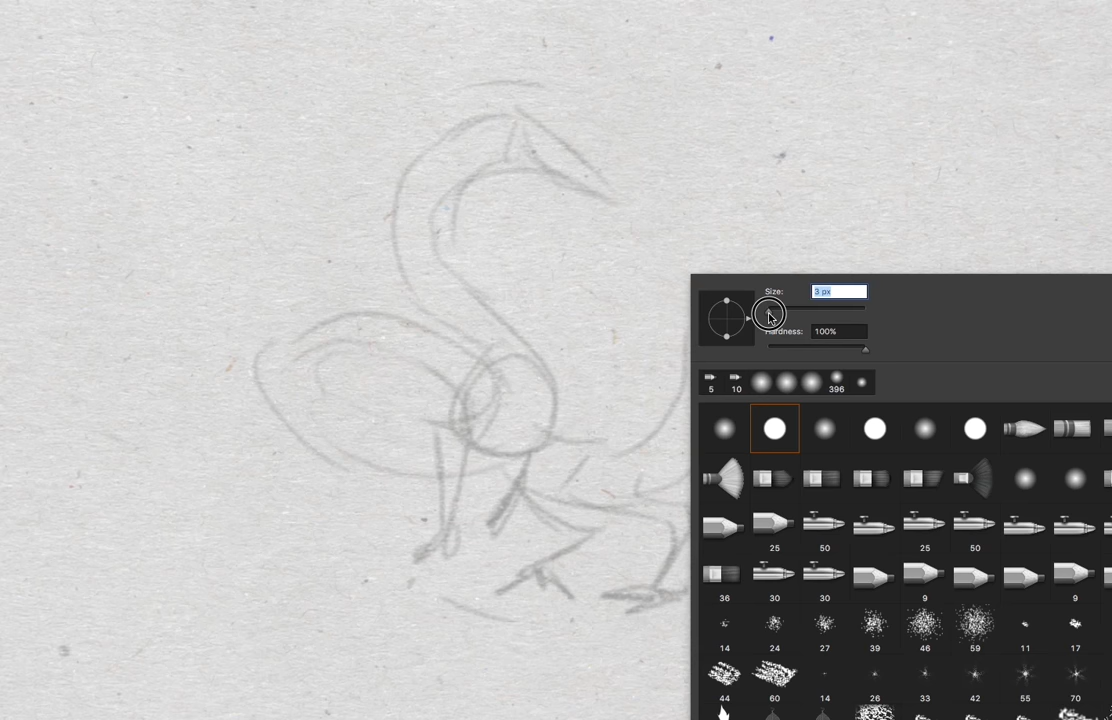 Size: 3 px
Hardness: 100%
5 10 396
25 50 25 50
36 30 30 9 9
14 24 27 39 46 59 11 17
44 60 14 26 33 42 55 70